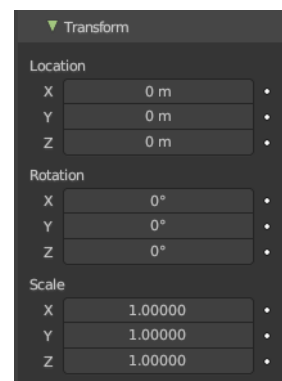 Transform
Location
X 0 m
Y 0 m
Z 0 m
Rotation
X 0°
Y 0°
Z 0°
Scale
X 1.00000
Y 1.00000
Z 1.00000